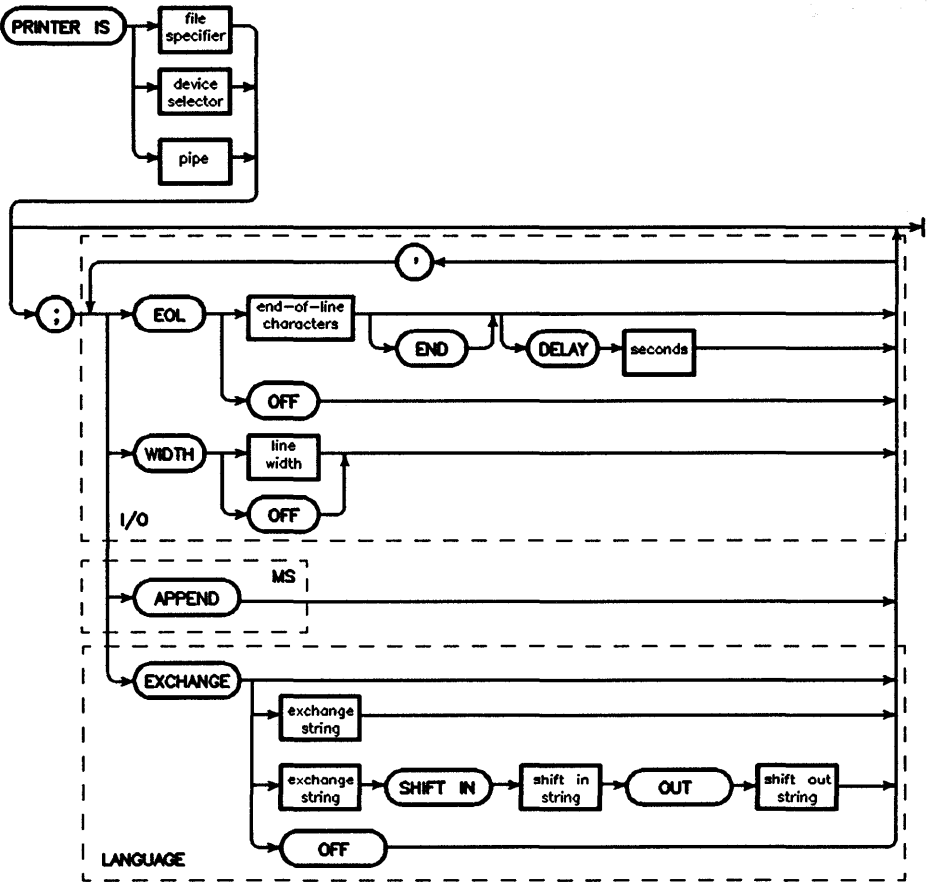 PRINTER IS
file
specifier
device
selector
pipe
,
;
EOL
end-of-line
characters
END
DELAY
seconds
OFF
WIDTH
line
width
OFF
I/O
MS
APPEND
EXCHANGE
exchange
string
exchange
string
SHIFT IN
shift in
string
OUT
shift out
string
OFF
LANGUAGE